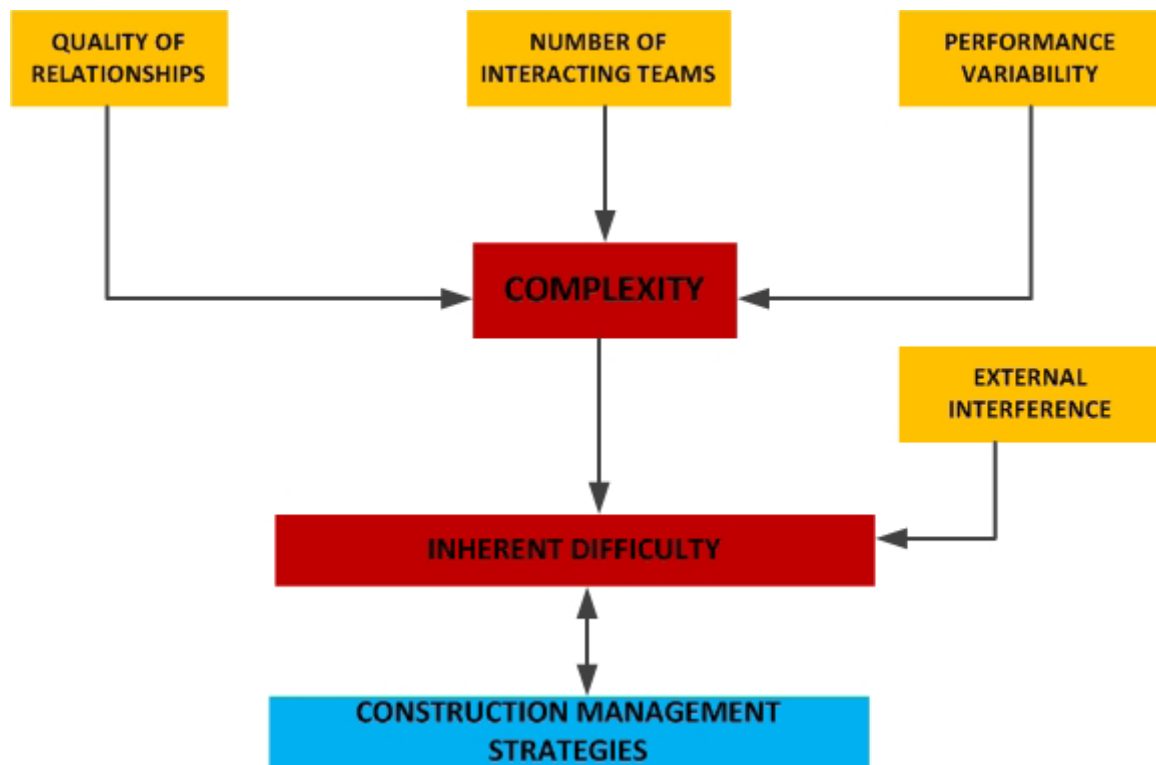 QUALITY OF
RELATIONSHIPS
NUMBER OF
INTERACTING TEAMS
PERFORMANCE
VARIABILITY
COMPLEXITY
EXTERNAL
INTERFERENCE
INHERENT DIFFICULTY
CONSTRUCTION MANAGEMENT
STRATEGIES